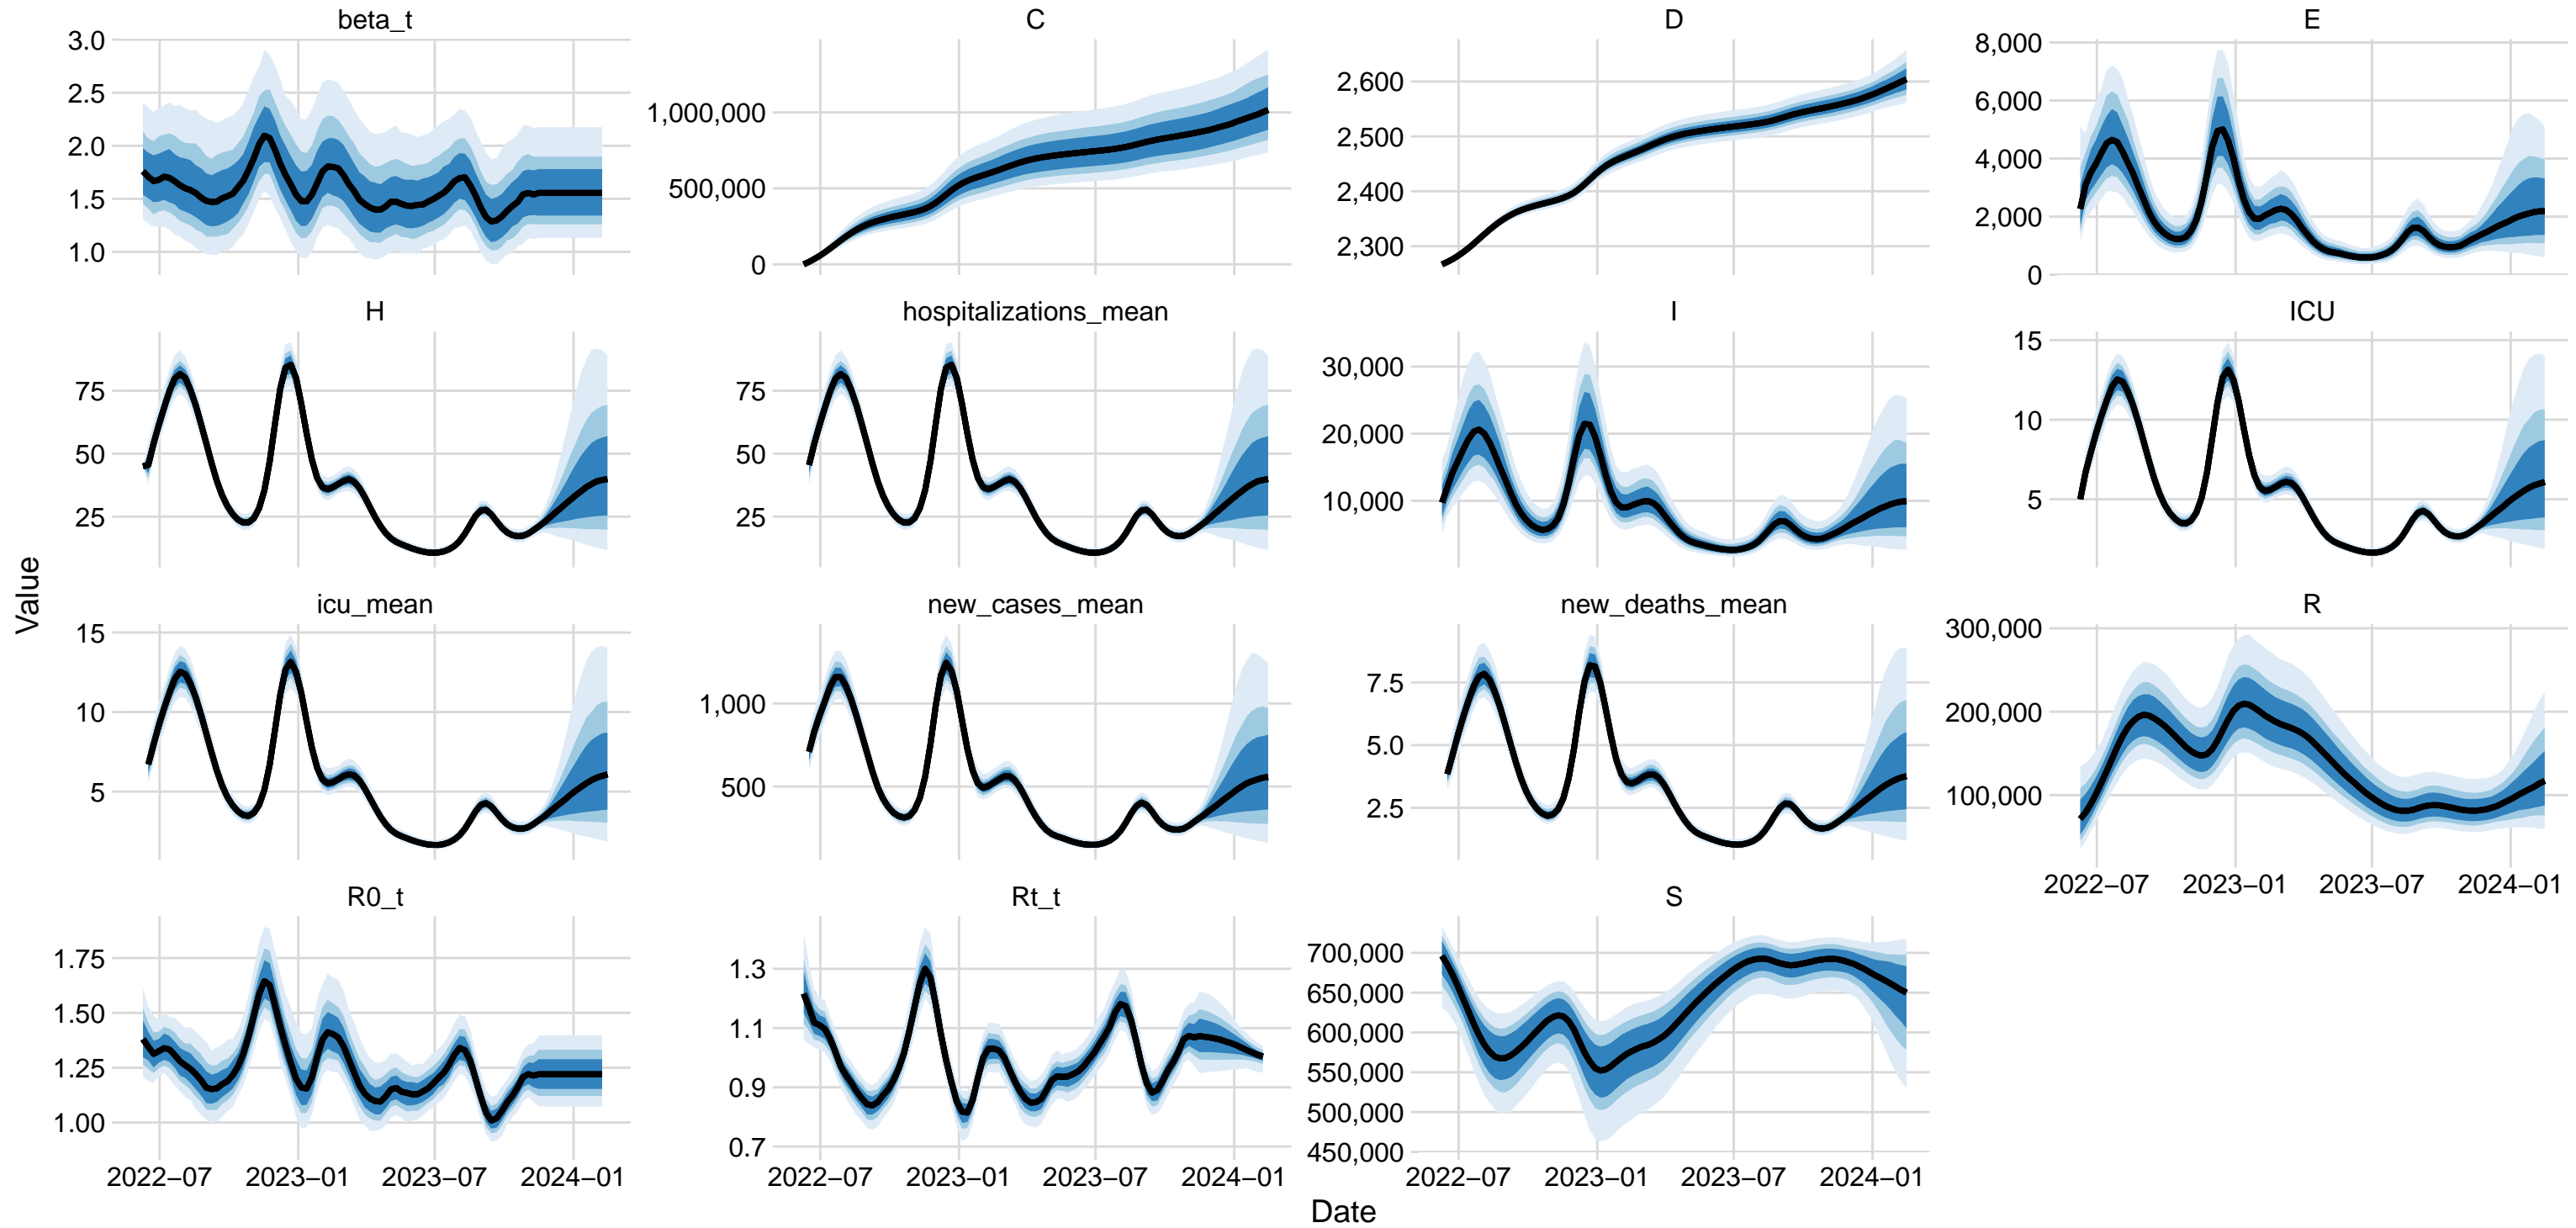 beta_t
C
D
E
3.0
2.5
2.0
1.5
1.0
1,000,000
500,000
0
2,600
2,500
2,400
2,300
8,000
6,000
4,000
2,000
0
H
hospitalizations_mean
I
ICU
75
50
25
75
50
25
30,000
20,000
10,000
15
10
5
icu_mean
new_cases_mean
new_deaths_mean
R
15
10
5
1,000
500
7.5
5.0
2.5
300,000
200,000
100,000
2022–07 2023–01 2023–07 2024–01
R0_t
Rt_t
S
1.75
1.50
1.25
1.00
1.3
1.1
0.9
0.7
700,000
650,000
600,000
550,000
500,000
450,000
2022–07 2023–01 2023–07 2024–01
2022–07 2023–01 2023–07 2024–01
2022–07 2023–01 2023–07 2024–01
Value
Date